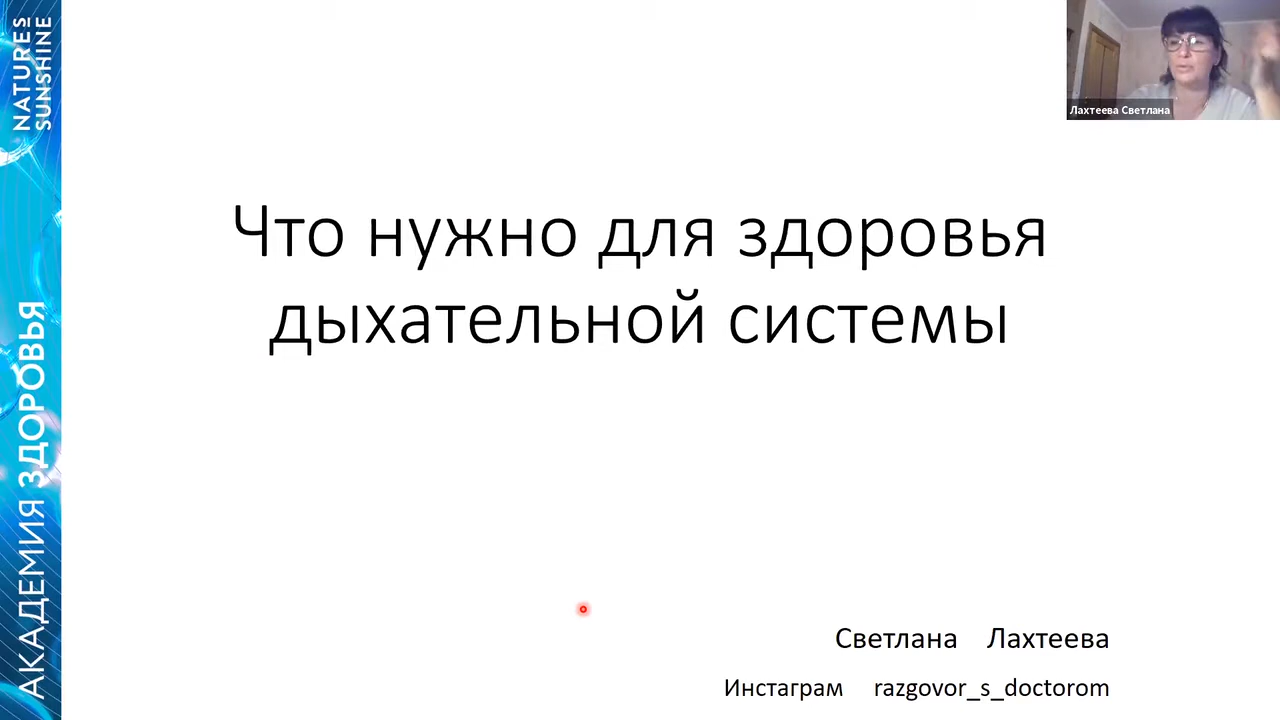 NATURE'S
SUNSHINE
АКАДЕМИЯ ЗДОРОВЬЯ
Лахтеева Светлана
Что нужно для здоровья
дыхательной системы
Светлана Лахтеева
Инстаграм razgovor_s_doctorom